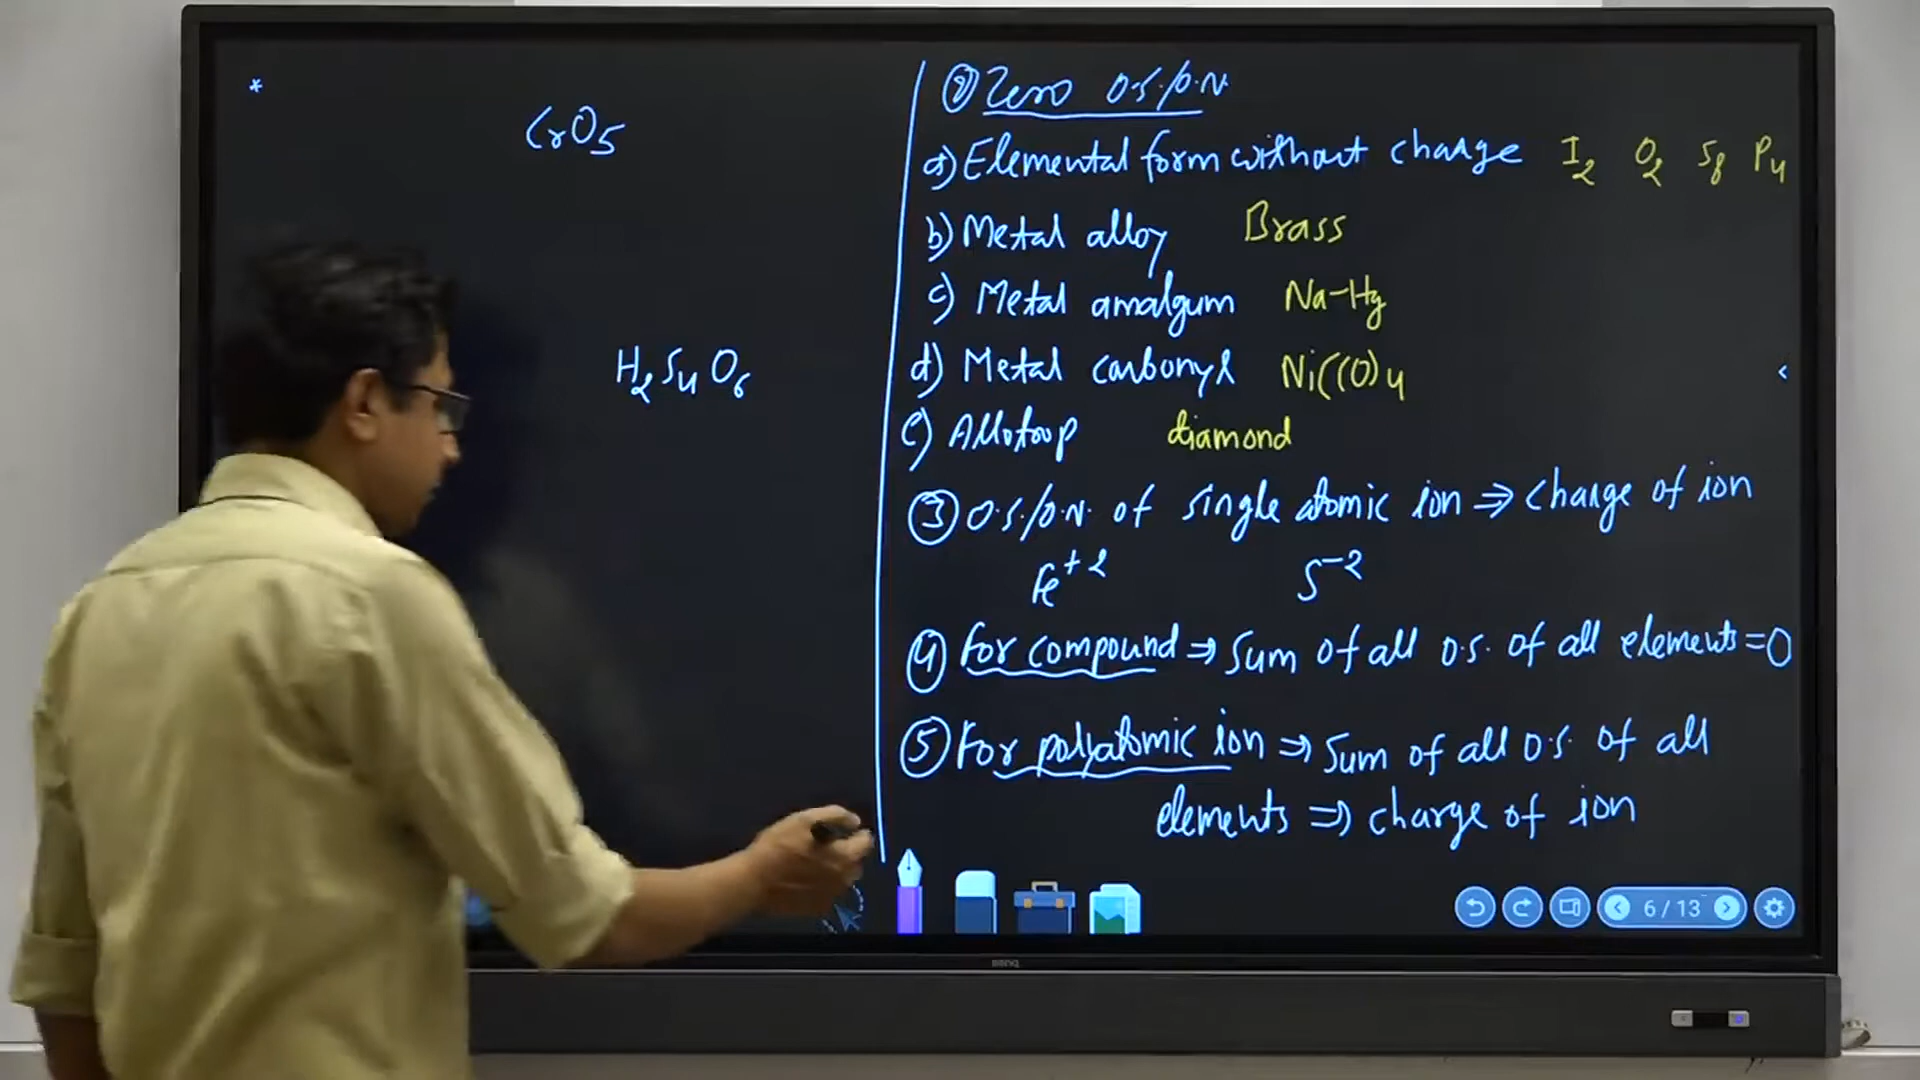 *
CrO5
H2S4O6
② Zero O.S./O.N.
a) Elemental form without charge I2 O2 S8 P4
b) Metal alloy Brass
c) Metal amalgum Na-Hg
d) Metal carbonyl Ni(CO)4
e) Allotrop diamond
③ O.S./O.N. of single atomic ion ⇒ Charge of ion
Fe+2 S-2
④ For compound ⇒ Sum of all O.S. of all elements=0
⑤ For polyatomic ion ⇒ Sum of all O.S. of all
elements ⇒ charge of ion
6/13
BENQ